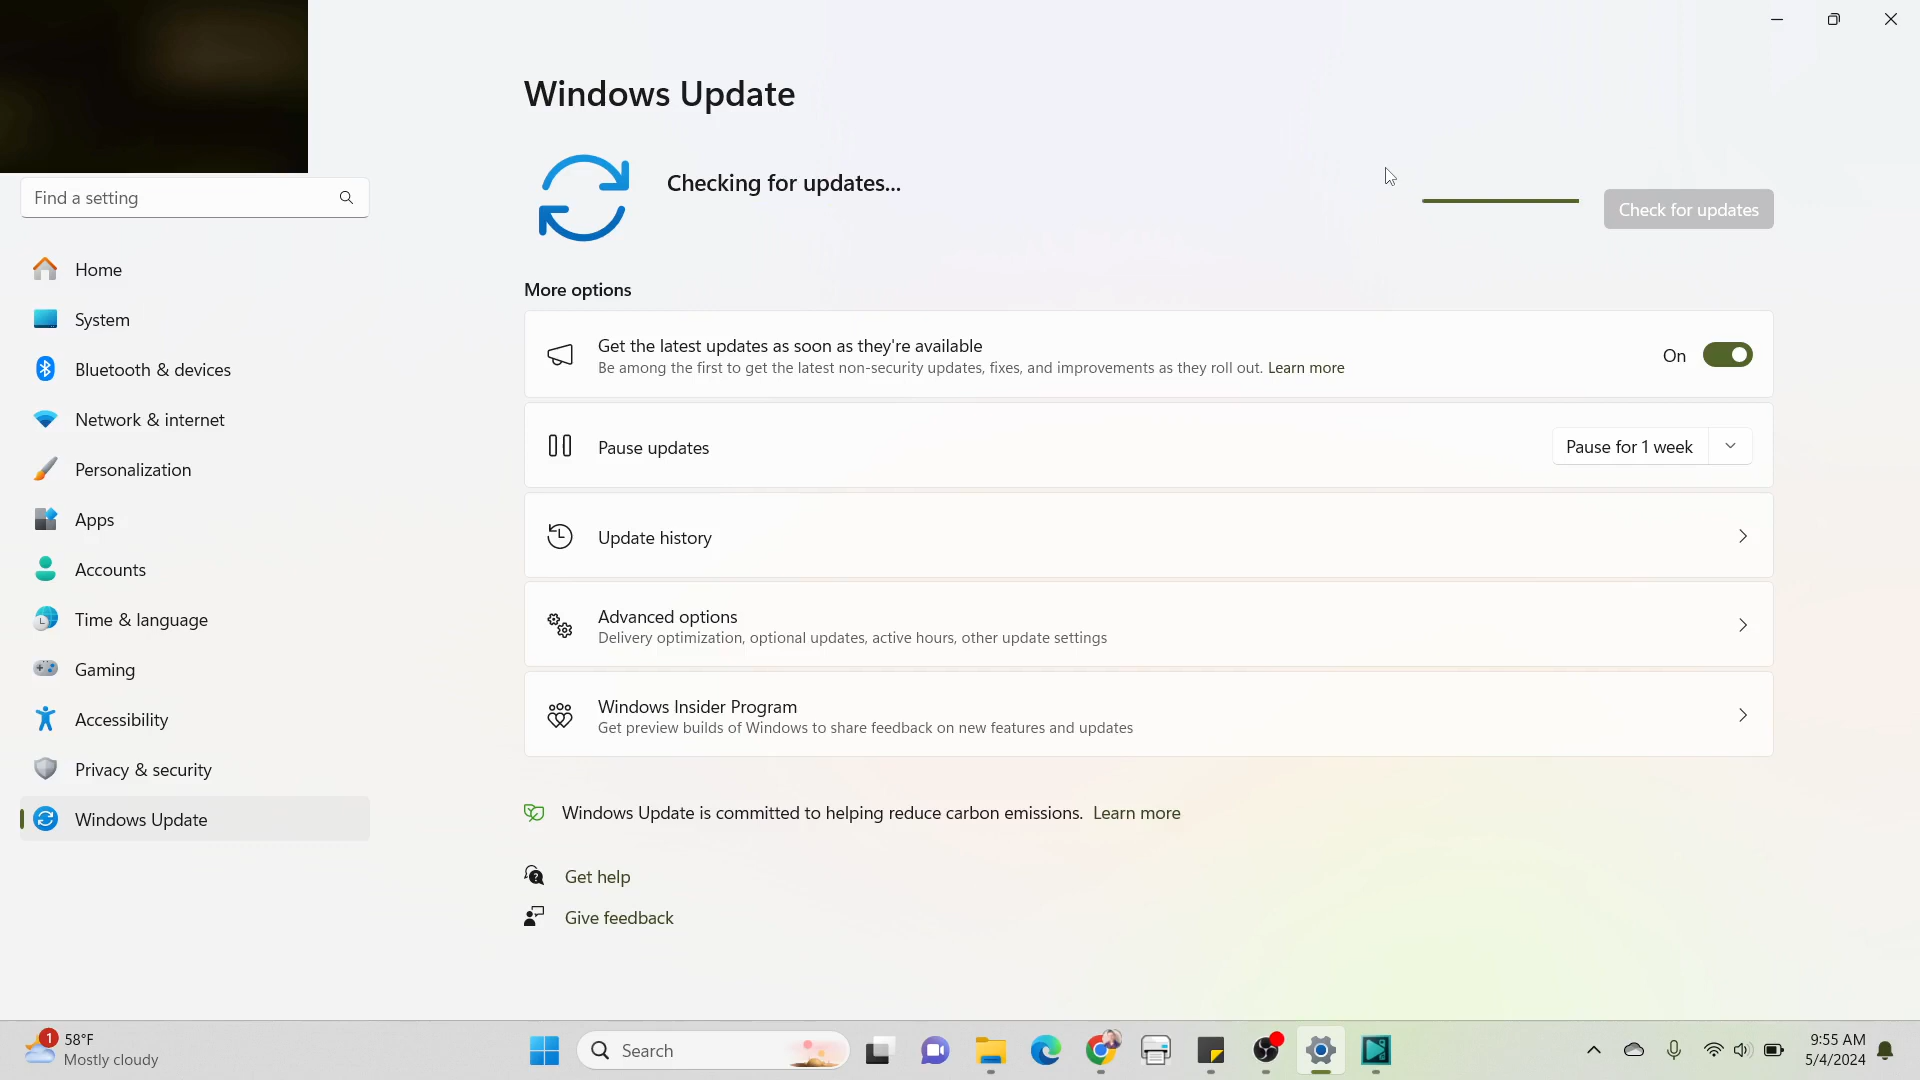 Windows Update
Checking for updates...
Check for updates
Find a setting
Home
System
Bluetooth & devices
Network & internet
Personalization
Apps
Accounts
Time & language
Gaming
Accessibility
Privacy & security
Windows Update
More options
Get the latest updates as soon as they're available
Be among the first to get the latest non-security updates, fixes, and improvements as they roll out. Learn more
On
Pause updates
Pause for 1 week
Update history
Advanced options
Delivery optimization, optional updates, active hours, other update settings
Windows Insider Program
Get preview builds of Windows to share feedback on new features and updates
Windows Update is committed to helping reduce carbon emissions. Learn more
Get help
Give feedback
1
58°F
Mostly cloudy
Search
9:55 AM
5/4/2024